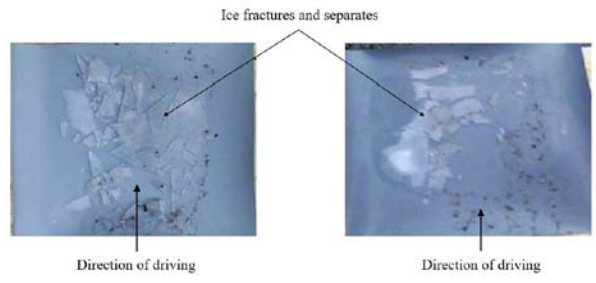 Ice fractures and separates
Direction of driving
Direction of driving